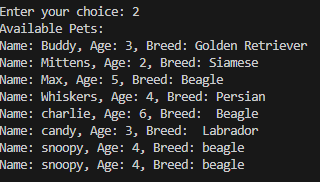 Enter your choice: 2
Available Pets:
Name: Buddy, Age: 3, Breed: Golden Retriever
Name: Mittens, Age: 2, Breed: Siamese
Name: Max, Age: 5, Breed: Beagle
Name: Whiskers, Age: 4, Breed: Persian
Name: charlie, Age: 6, Breed:  Beagle
Name: candy, Age: 3, Breed:  Labrador
Name: snoopy, Age: 4, Breed: beagle
Name: snoopy, Age: 4, Breed: beagle